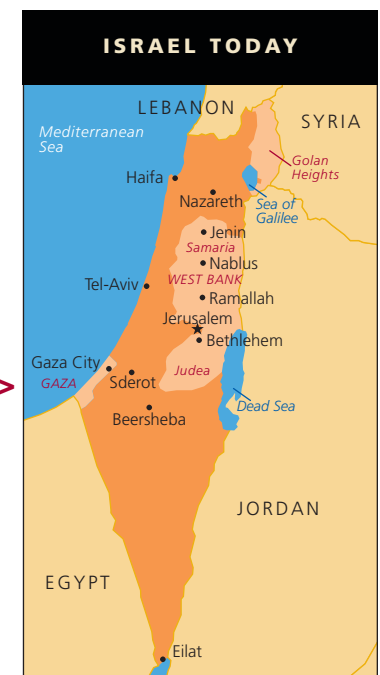 ISRAEL TODAY
LEBANON
SYRIA
Mediterranean
Sea
Golan
Heights
Haifa
Nazareth
Sea of
Galilee
Jenin
Samaria
Nablus
WEST BANK
Tel-Aviv
Ramallah
Jerusalem
Bethlehem
Gaza City
GAZA
Sderot
Judea
Dead Sea
Beersheba
JORDAN
EGYPT
Eilat
>